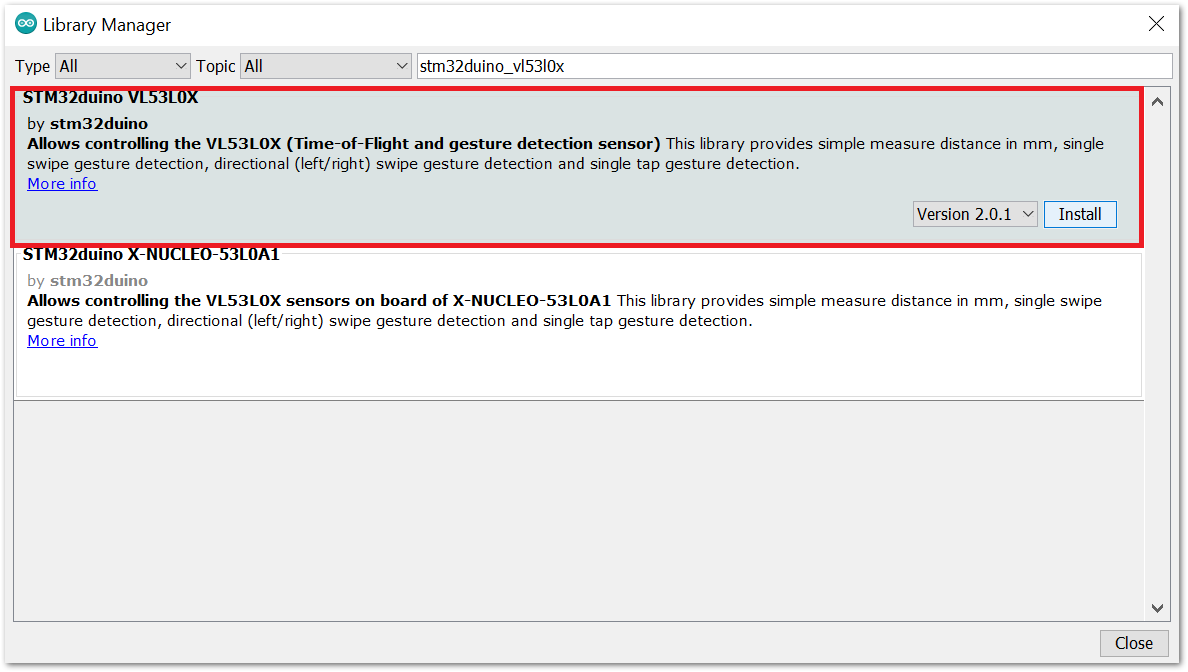 Library Manager
Type All Topic All stm32duino_vl53l0x
STM32duino VL53L0X
by stm32duino
Allows controlling the VL53L0X (Time-of-Flight and gesture detection sensor) This library provides simple measure distance in mm, single
swipe gesture detection, directional (left/right) swipe gesture detection and single tap gesture detection.
More info
Version 2.0.1 Install
STM32duino X-NUCLEO-53L0A1
by stm32duino
Allows controlling the VL53L0X sensors on board of X-NUCLEO-53L0A1 This library provides simple measure distance in mm, single swipe
gesture detection, directional (left/right) swipe gesture detection and single tap gesture detection.
More info
Close